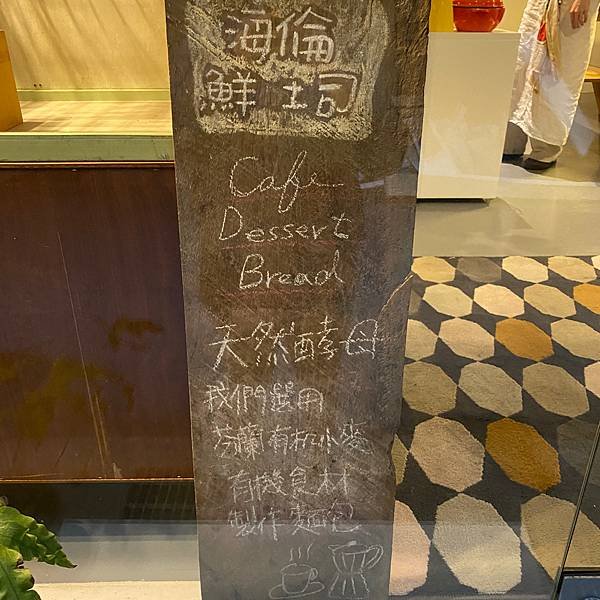 海倫
鮮土司
Cafe
Dessert
Bread
天然酵母
我們選用
芬蘭有机小麥
有機食材
製作麵包